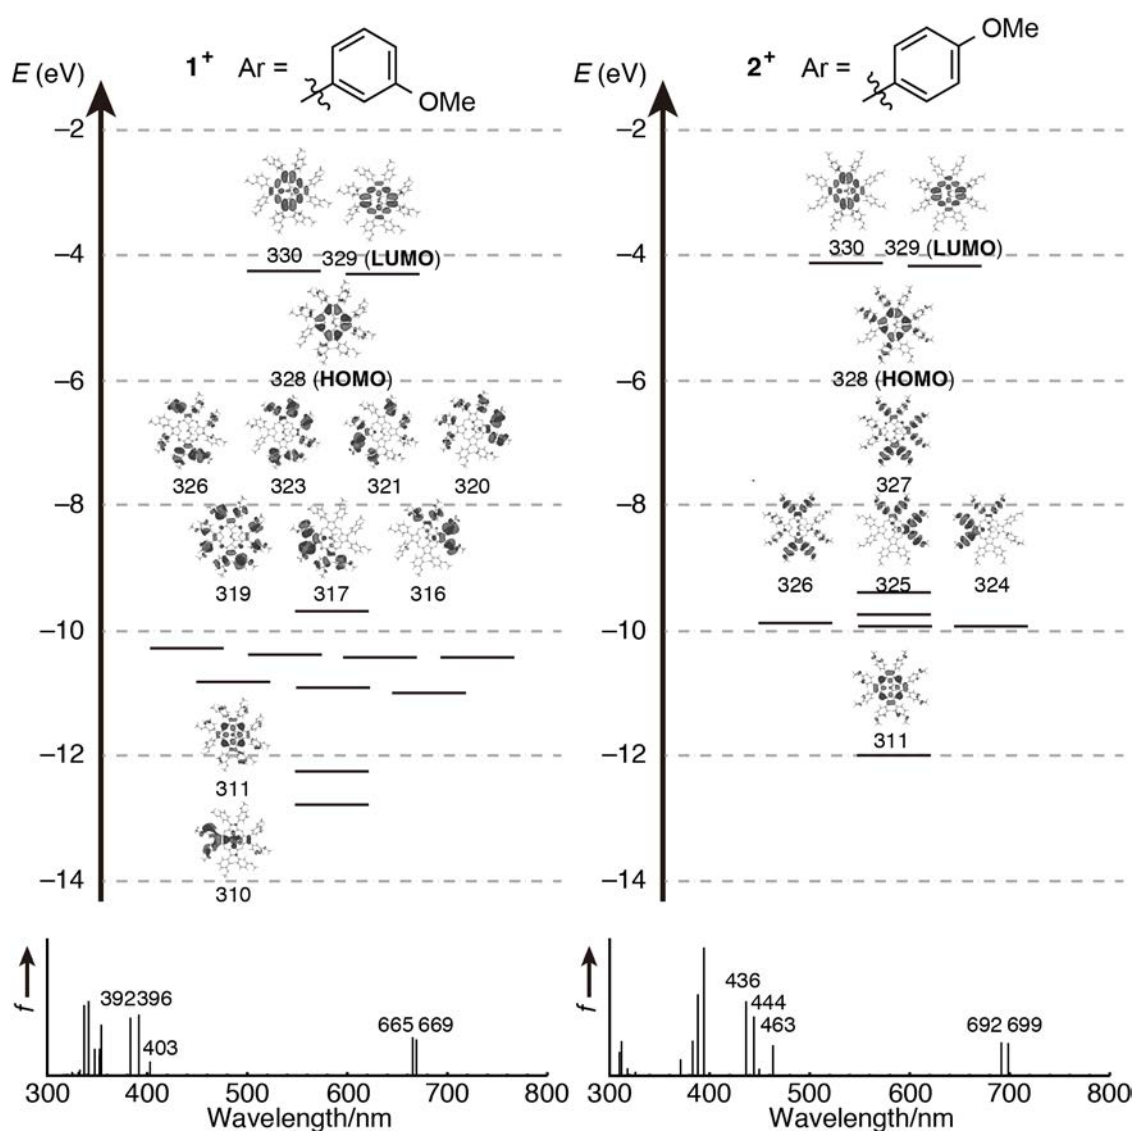 1⁺ Ar =
OMe
E (eV)
–2
–4
–6
–8
–10
–12
–14
330
329 (LUMO)
328 (HOMO)
326
323
321
320
319
317
316
311
310
2⁺ Ar =
OMe
E (eV)
–2
–4
–6
–8
–10
–12
–14
330
329 (LUMO)
328 (HOMO)
327
326
325
324
311
f
392 396
403
665 669
300 400 500 600 700 800
Wavelength/nm
f
436
444
463
692 699
300 400 500 600 700 800
Wavelength/nm